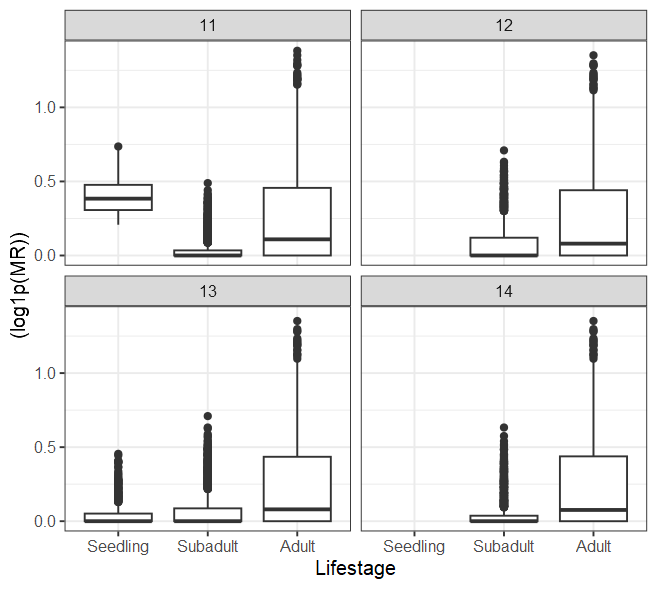 11
12
1.0
0.5
0.0
13
14
1.0
0.5
0.0
(log1p(MR))
Seedling Subadult Adult
Seedling Subadult Adult
Lifestage